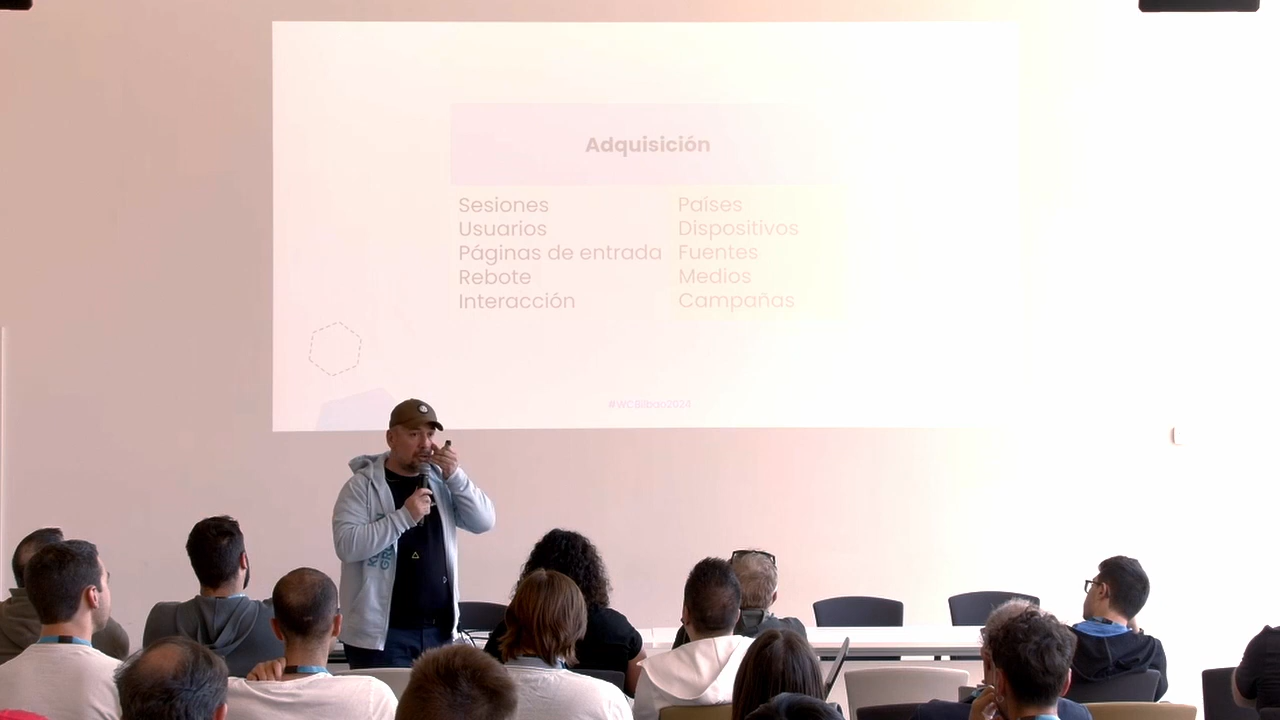 Adquisición
Sesiones
Usuarios
Páginas de entrada
Rebote
Interacción
Países
Dispositivos
Fuentes
Medios
Campañas
#WCBilbao2024